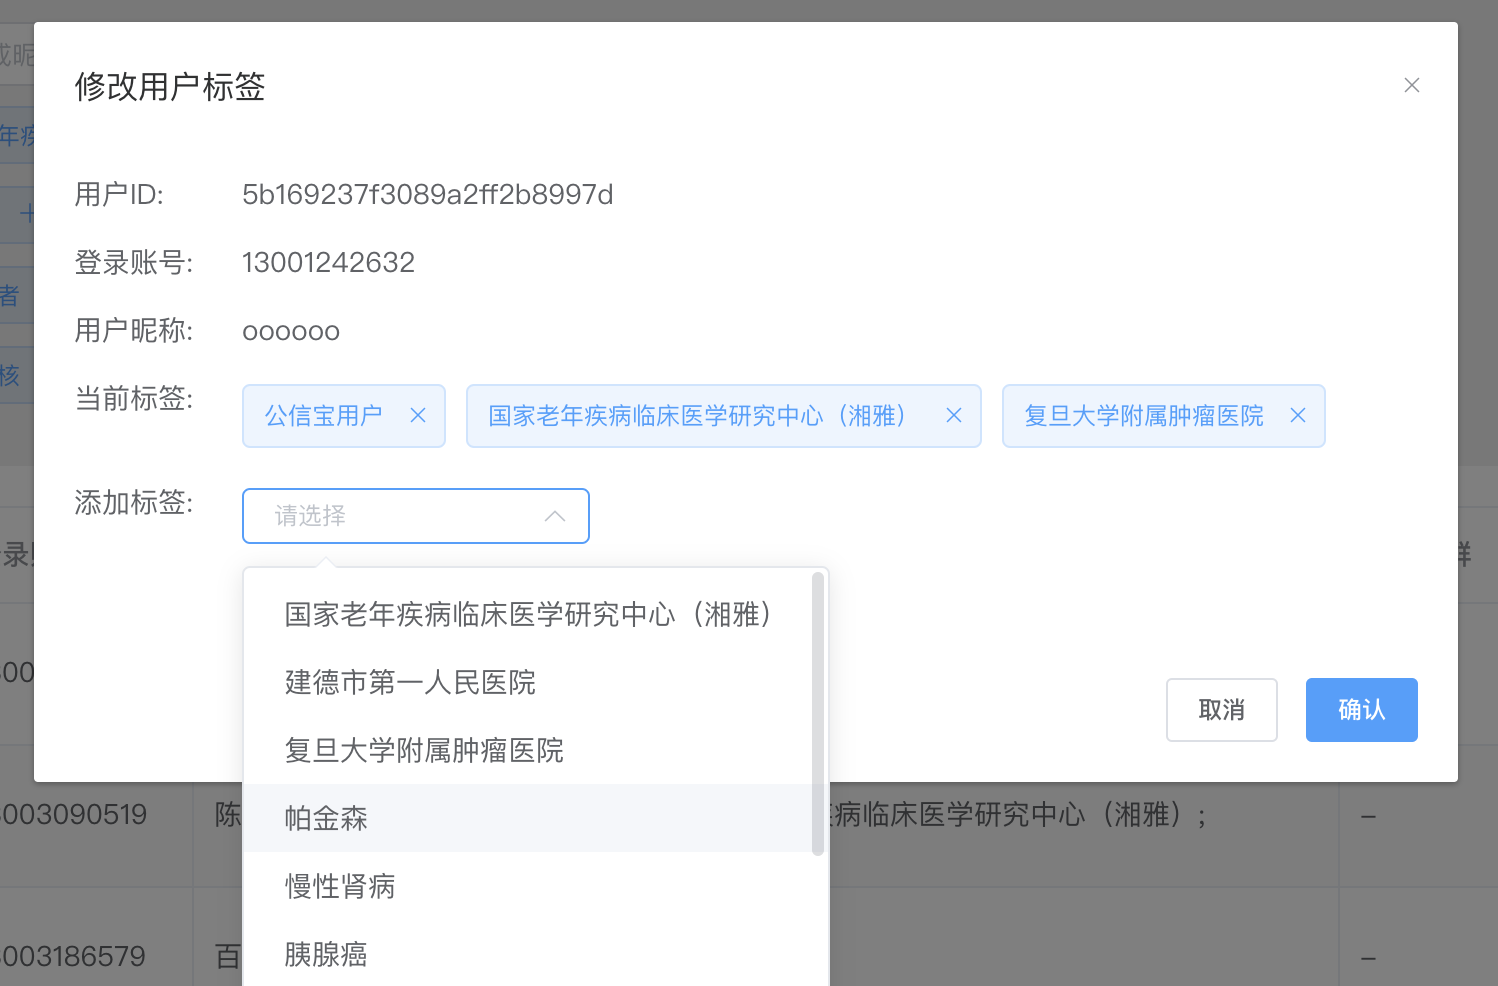 或昵
修改用户标签
年疾
用户ID: 5b169237f3089a2ff2b8997d
十
登录账号: 13001242632
者
用户昵称: oooooo
核
当前标签: 公信宝用户 国家老年疾病临床医学研究中心（湘雅） 复旦大学附属肿瘤医院
添加标签: 请选择
录
样
国家老年疾病临床医学研究中心（湘雅）
00
建德市第一人民医院
取消 确认
复旦大学附属肿瘤医院
003090519 陈 病临床医学研究中心（湘雅）; –
帕金森
慢性肾病
003186579 百 –
胰腺癌